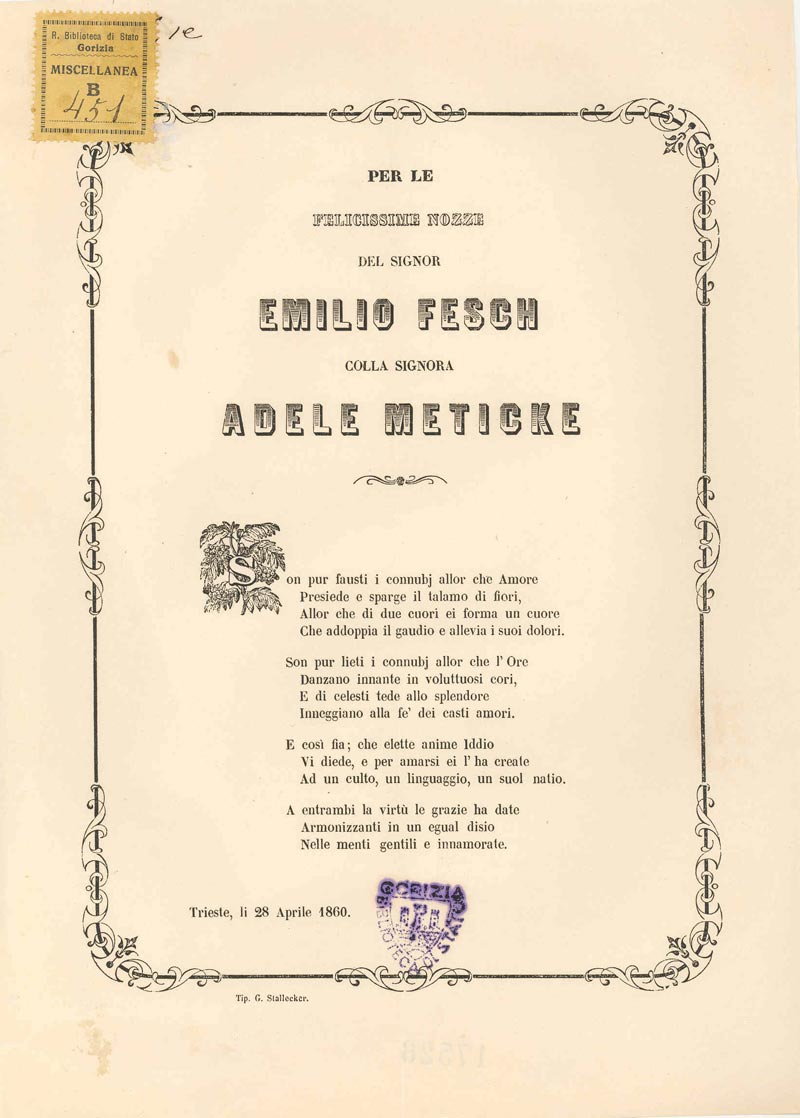 R. Biblioteca di Stato
Gorizia
MISCELLANEA
B
451
PER LE
FELICISSIME NOZZE
DEL SIGNOR
EMILIO FESCH
COLLA SIGNORA
ADELE METICKE
Son pur fausti i connubj allor che Amore
Presiede e sparge il talamo di fiori,
Allor che di due cuori ei forma un cuore
Che addoppia il gaudio e allevia i suoi dolori.
Son pur lieti i connubj allor che l' Ore
Danzano innante in voluttuosi cori,
E di celesti tede allo splendore
Inneggiano alla fe' dei casti amori.
E così fia; che elette anime Iddio
Vi diede, e per amarsi ei l' ha create
Ad un culto, un linguaggio, un suol natio.
A entrambi la virtù le grazie ha date
Armonizzanti in un egual disio
Nelle menti gentili e innamorate.
Trieste, li 28 Aprile 1860.
GORIZIA
BIBLIOTECA DI STATO
Tip. G. Stallecker.